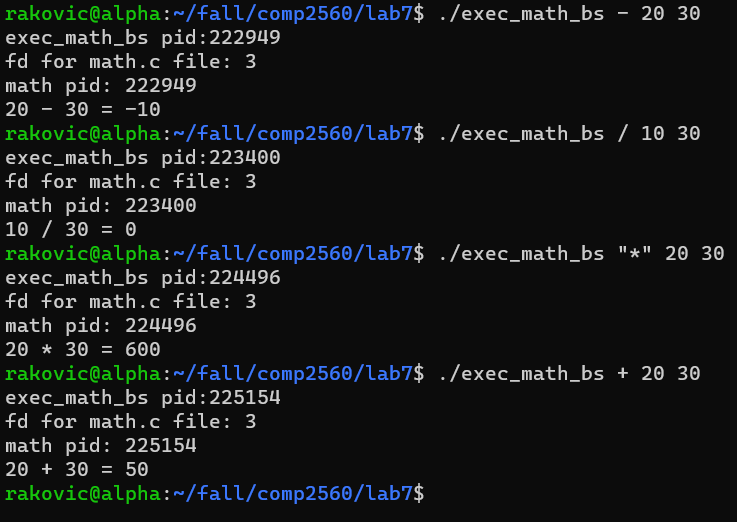 rakovic@alpha:~/fall/comp2560/lab7$ ./exec_math_bs - 20 30
exec_math_bs pid:222949
fd for math.c file: 3
math pid: 222949
20 - 30 = -10
rakovic@alpha:~/fall/comp2560/lab7$ ./exec_math_bs / 10 30
exec_math_bs pid:223400
fd for math.c file: 3
math pid: 223400
10 / 30 = 0
rakovic@alpha:~/fall/comp2560/lab7$ ./exec_math_bs "*" 20 30
exec_math_bs pid:224496
fd for math.c file: 3
math pid: 224496
20 * 30 = 600
rakovic@alpha:~/fall/comp2560/lab7$ ./exec_math_bs + 20 30
exec_math_bs pid:225154
fd for math.c file: 3
math pid: 225154
20 + 30 = 50
rakovic@alpha:~/fall/comp2560/lab7$